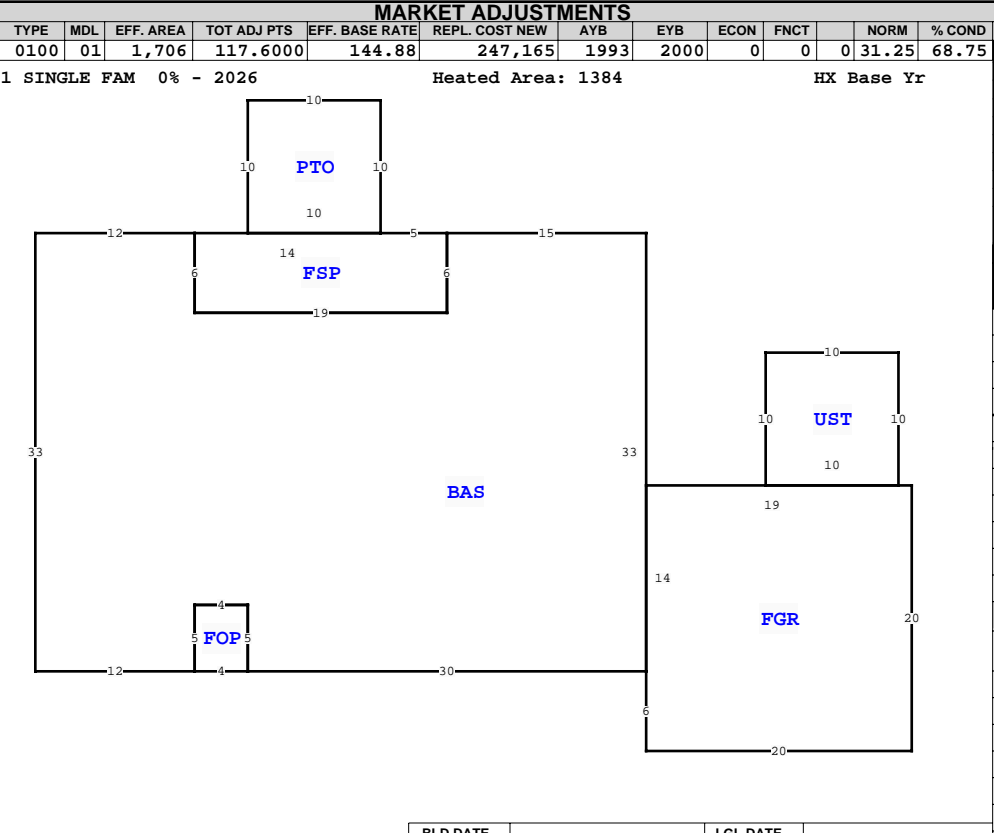 MARKET ADJUSTMENTS
TYPE MDL EFF. AREA TOT ADJ PTS EFF. BASE RATE REPL. COST NEW AYB EYB ECON FNCT NORM % COND
0100 01 1,706 117.6000 144.88 247,165 1993 2000 0 0 0 31.25 68.75
1 SINGLE FAM 0% - 2026 Heated Area: 1384 HX Base Yr
10
10 PTO 10
10
12 5 15
14
6 FSP 6
19
10
10 UST 10
33 33
10
BAS
19
14
4
FGR 20
5 FOP 5
12 4 30
6
20
BLD DATE LGL DATE